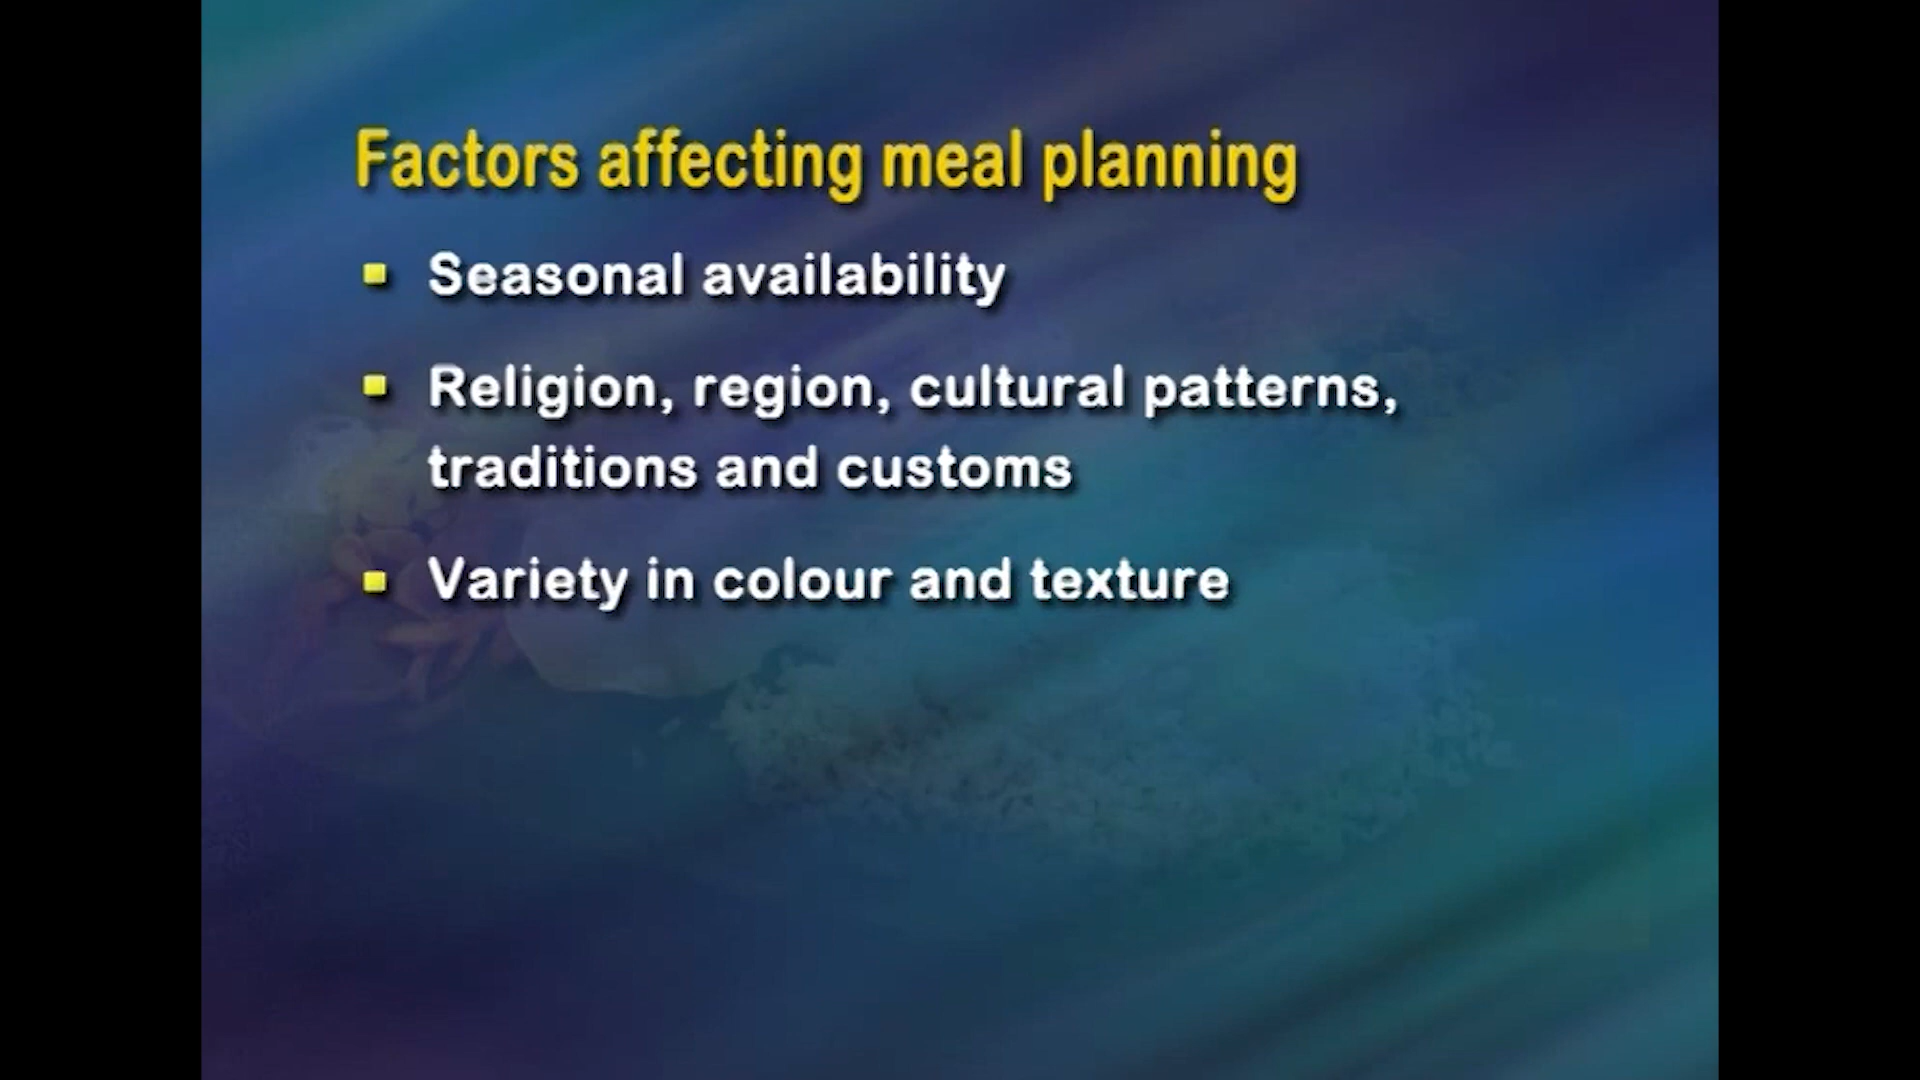 Factors affecting meal planning
▪ Seasonal availability
▪ Religion, region, cultural patterns,
traditions and customs
▪ Variety in colour and texture